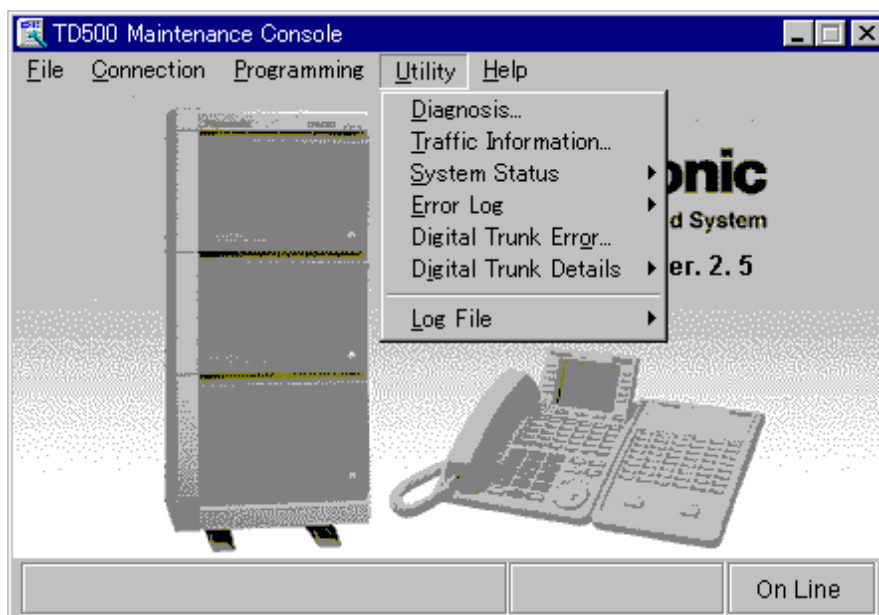 TD500 Maintenance Console
File Connection Programming Utility Help
Diagnosis...
Traffic Information...
System Status
Error Log
Digital Trunk Error...
Digital Trunk Details
Log File
onic
d System
er. 2. 5
On Line